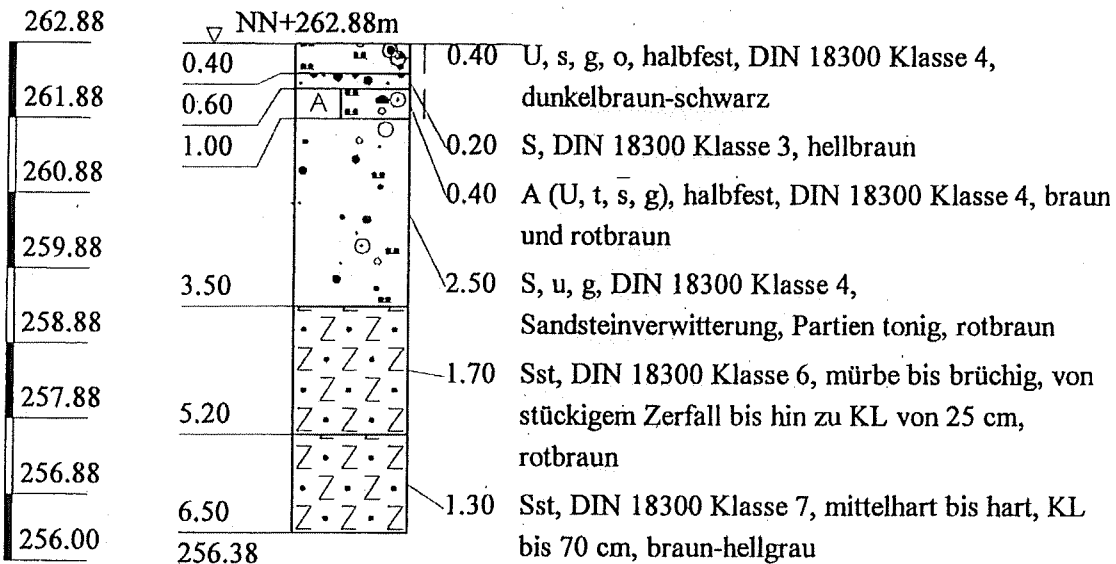 262.88
NN+262.88m
0.40
0.40 U, s, g, o, halbfest, DIN 18300 Klasse 4,
dunkelbraun-schwarz
261.88
0.60
A
1.00
0.20 S, DIN 18300 Klasse 3, hellbraun
260.88
0.40 A (U, t, s̄, g), halbfest, DIN 18300 Klasse 4, braun
und rotbraun
259.88
3.50
2.50 S, u, g, DIN 18300 Klasse 4,
Sandsteinverwitterung, Partien tonig, rotbraun
258.88
1.70 Sst, DIN 18300 Klasse 6, mürbe bis brüchig, von
stückigem Zerfall bis hin zu KL von 25 cm,
rotbraun
257.88
5.20
256.88
6.50
1.30 Sst, DIN 18300 Klasse 7, mittelhart bis hart, KL
bis 70 cm, braun-hellgrau
256.00
256.38
Z Z Z
Z Z Z
Z Z Z
Z Z Z
Z Z Z
Z Z Z
Z Z Z